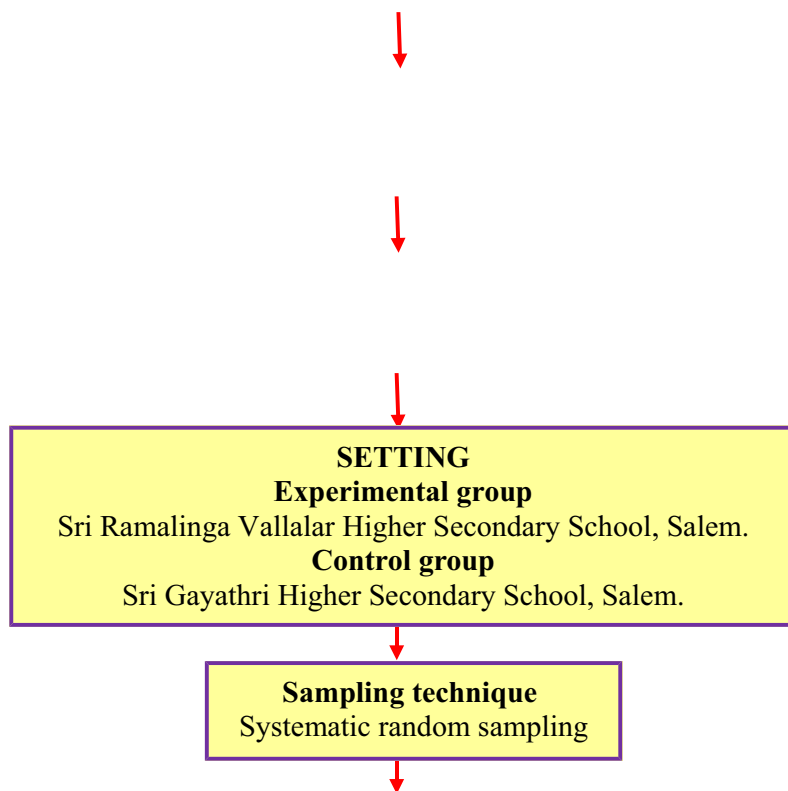 SETTING
Experimental group
Sri Ramalinga Vallalar Higher Secondary School, Salem.
Control group
Sri Gayathri Higher Secondary School, Salem.
Sampling technique
Systematic random sampling